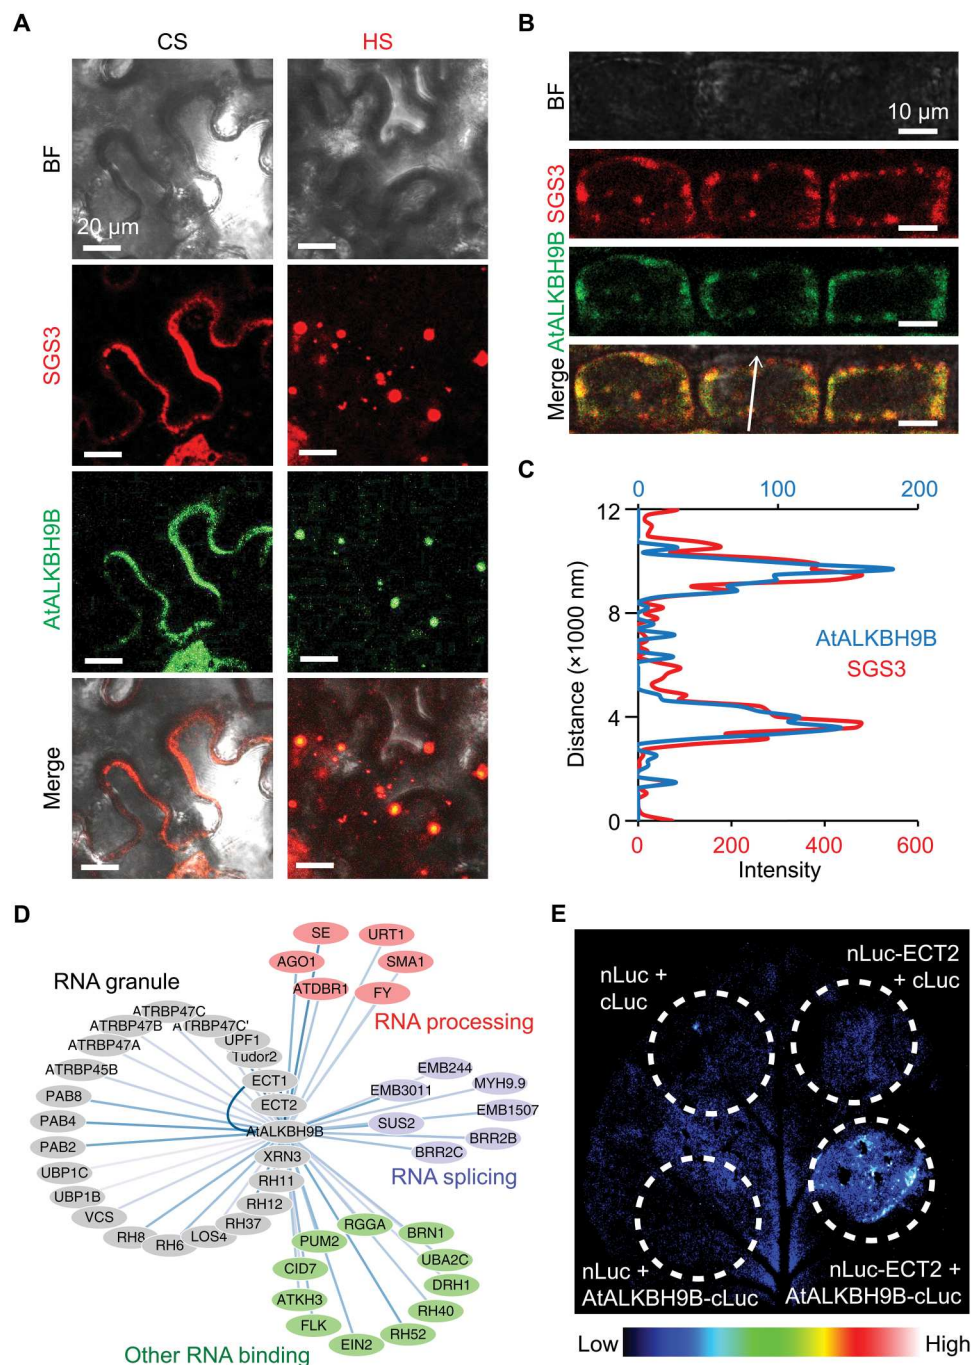 A
CS
HS
BF
20 µm
SGS3
AtALKBH9B
Merge
B
BF
10 µm
SGS3
AtALKBH9B
Merge
C
0
100
200
12
8
4
0
Distance (×1000 nm)
AtALKBH9B
SGS3
0
200
400
600
Intensity
D
RNA granule
SE
URT1
AGO1
SMA1
ATDBR1
FY
RNA processing
ATRBP47C
ATRBP47B
ATRBP47C'
UPF1
ATRBP47A
Tudor2
ATRBP45B
ECT1
PAB8
ECT2
PAB4
AtALKBH9B
PAB2
XRN3
UBP1C
RH11
UBP1B
RH12
VCS
RH37
RH8
RH6
LOS4
EMB244
EMB3011
MYH9.9
EMB1507
SUS2
BRR2B
BRR2C
RNA splicing
RGGA
BRN1
PUM2
UBA2C
CID7
DRH1
ATKH3
RH40
FLK
RH52
EIN2
Other RNA binding
E
nLuc +
cLuc
nLuc-ECT2
+ cLuc
nLuc +
AtALKBH9B-cLuc
nLuc-ECT2 +
AtALKBH9B-cLuc
Low
High